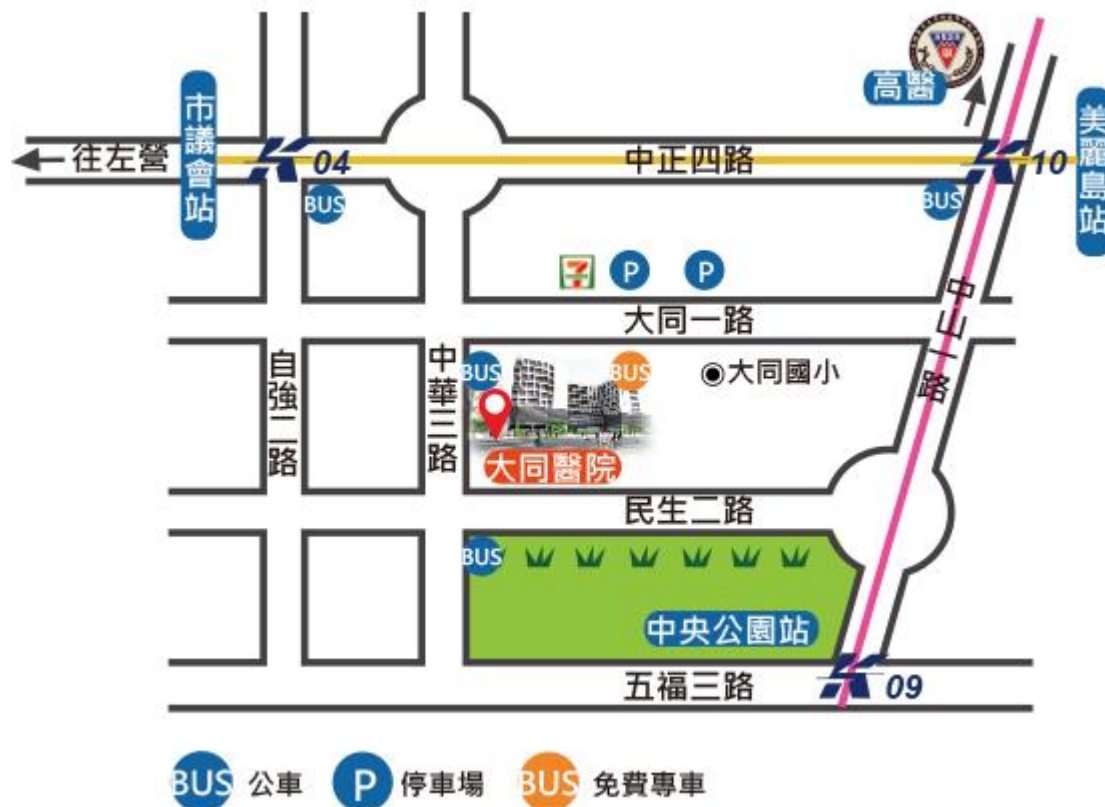 高醫
市議會站
美麗島站
往左營
04
中正四路
10
BUS
BUS
7
P
P
大同一路
中山一路
自強二路
中華三路
BUS
BUS
大同國小
大同醫院
民生二路
BUS
中央公園站
五福三路
09
BUS 公車
P 停車場
BUS 免費專車